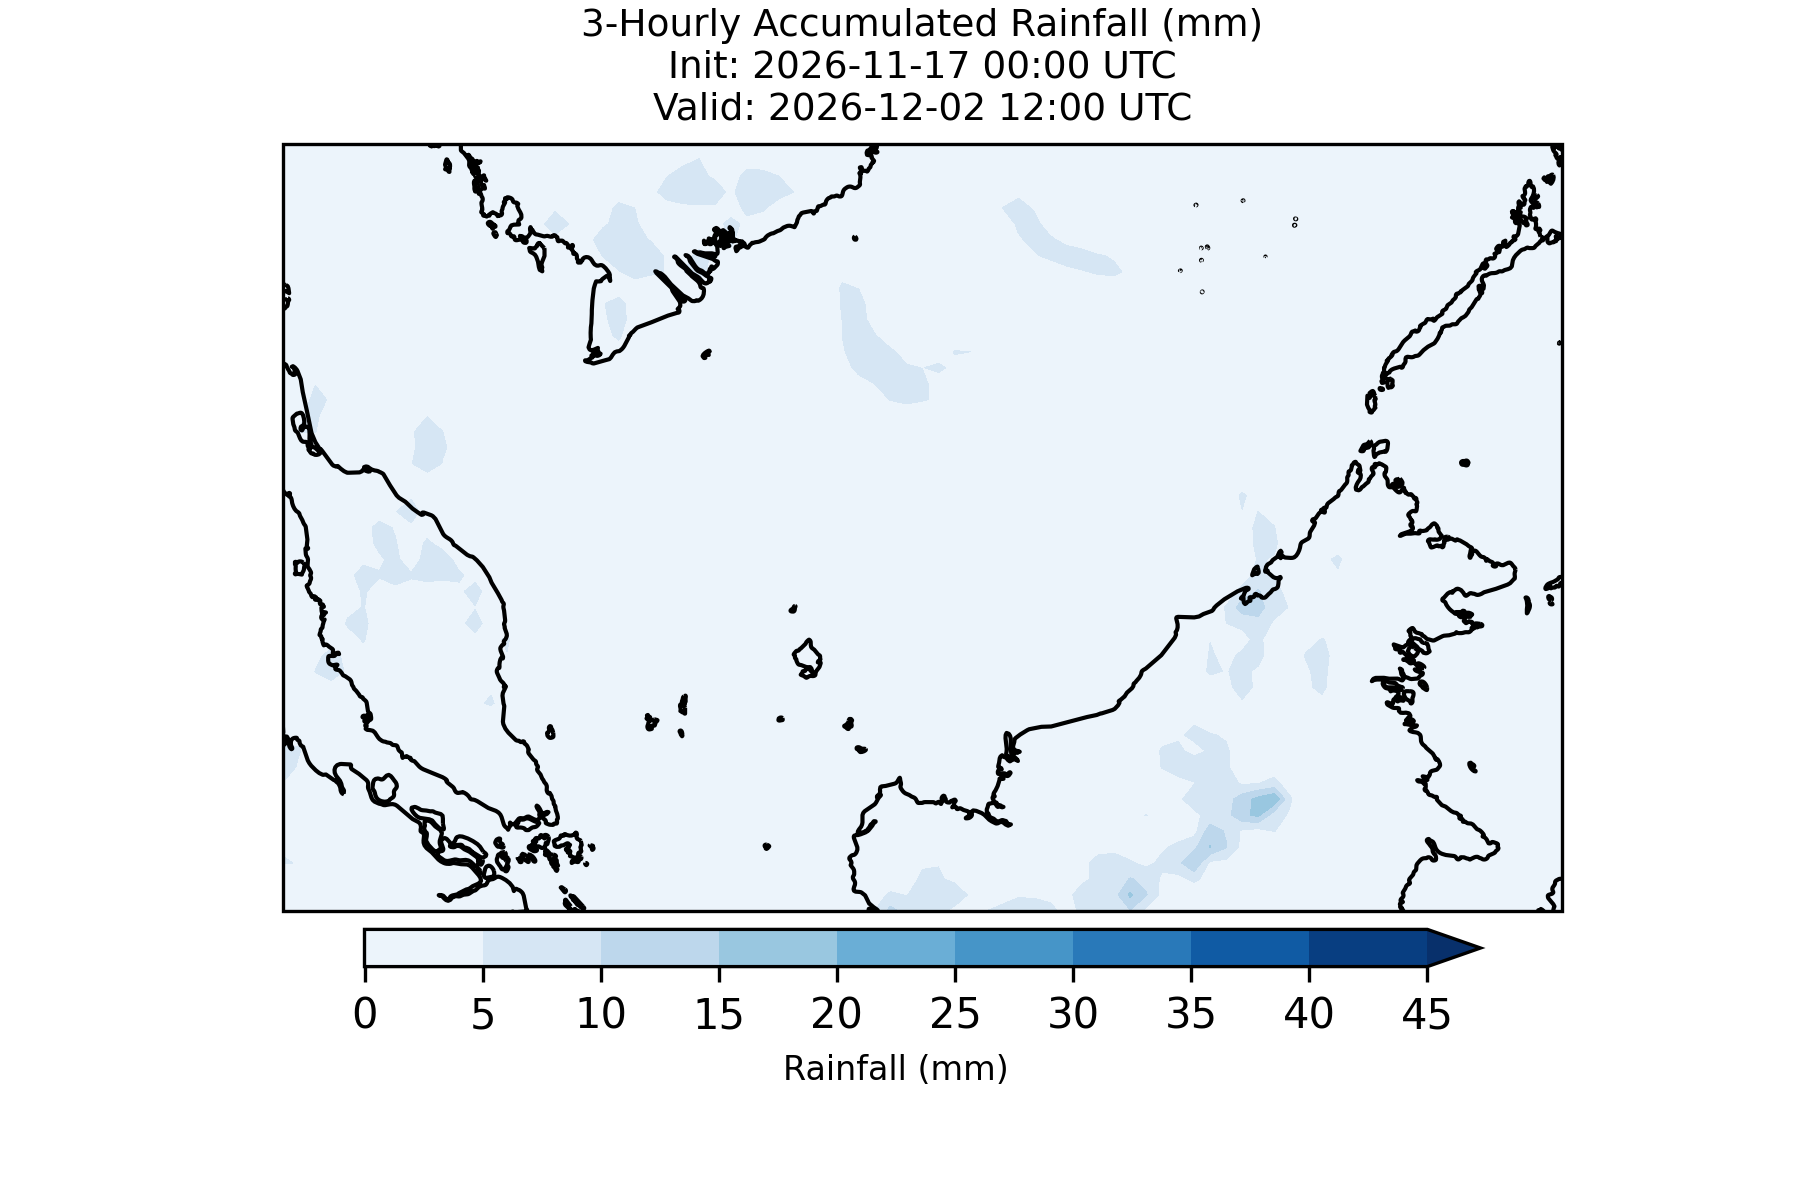 3-Hourly Accumulated Rainfall (mm)
Init: 2026-11-17 00:00 UTC
Valid: 2026-12-02 12:00 UTC
0 5 10 15 20 25 30 35 40 45
Rainfall (mm)